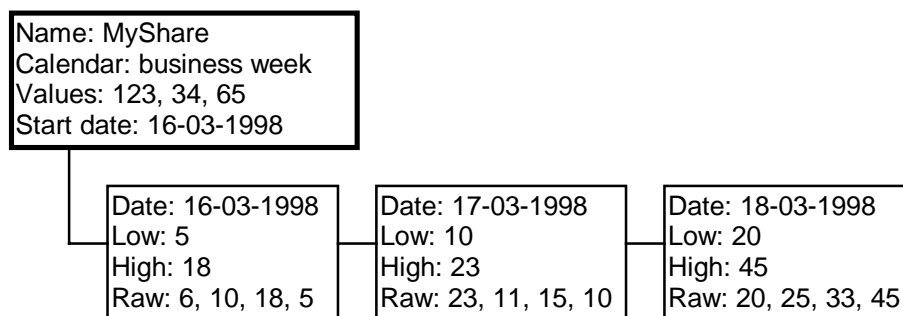 Name: MyShare
Calendar: business week
Values: 123, 34, 65
Start date: 16-03-1998
Date: 16-03-1998
Low: 5
High: 18
Raw: 6, 10, 18, 5
Date: 17-03-1998
Low: 10
High: 23
Raw: 23, 11, 15, 10
Date: 18-03-1998
Low: 20
High: 45
Raw: 20, 25, 33, 45